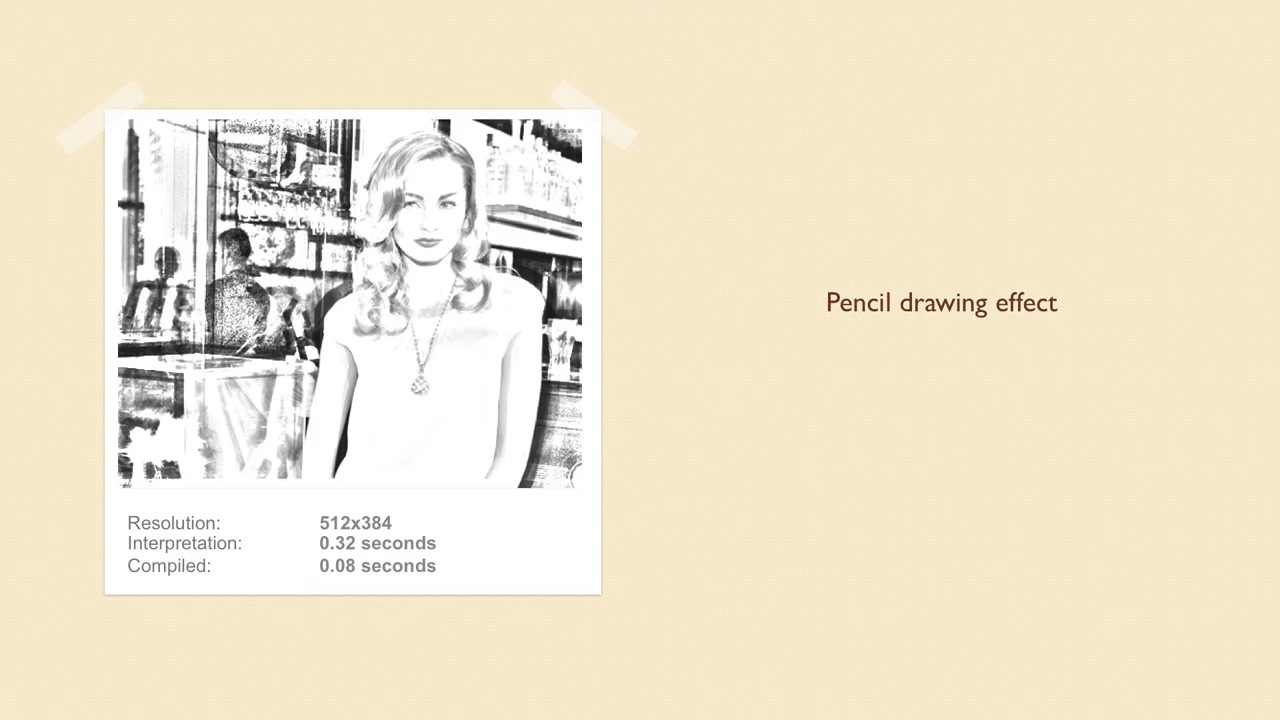 Pencil drawing effect
Resolution: 512x384
Interpretation: 0.32 seconds
Compiled: 0.08 seconds